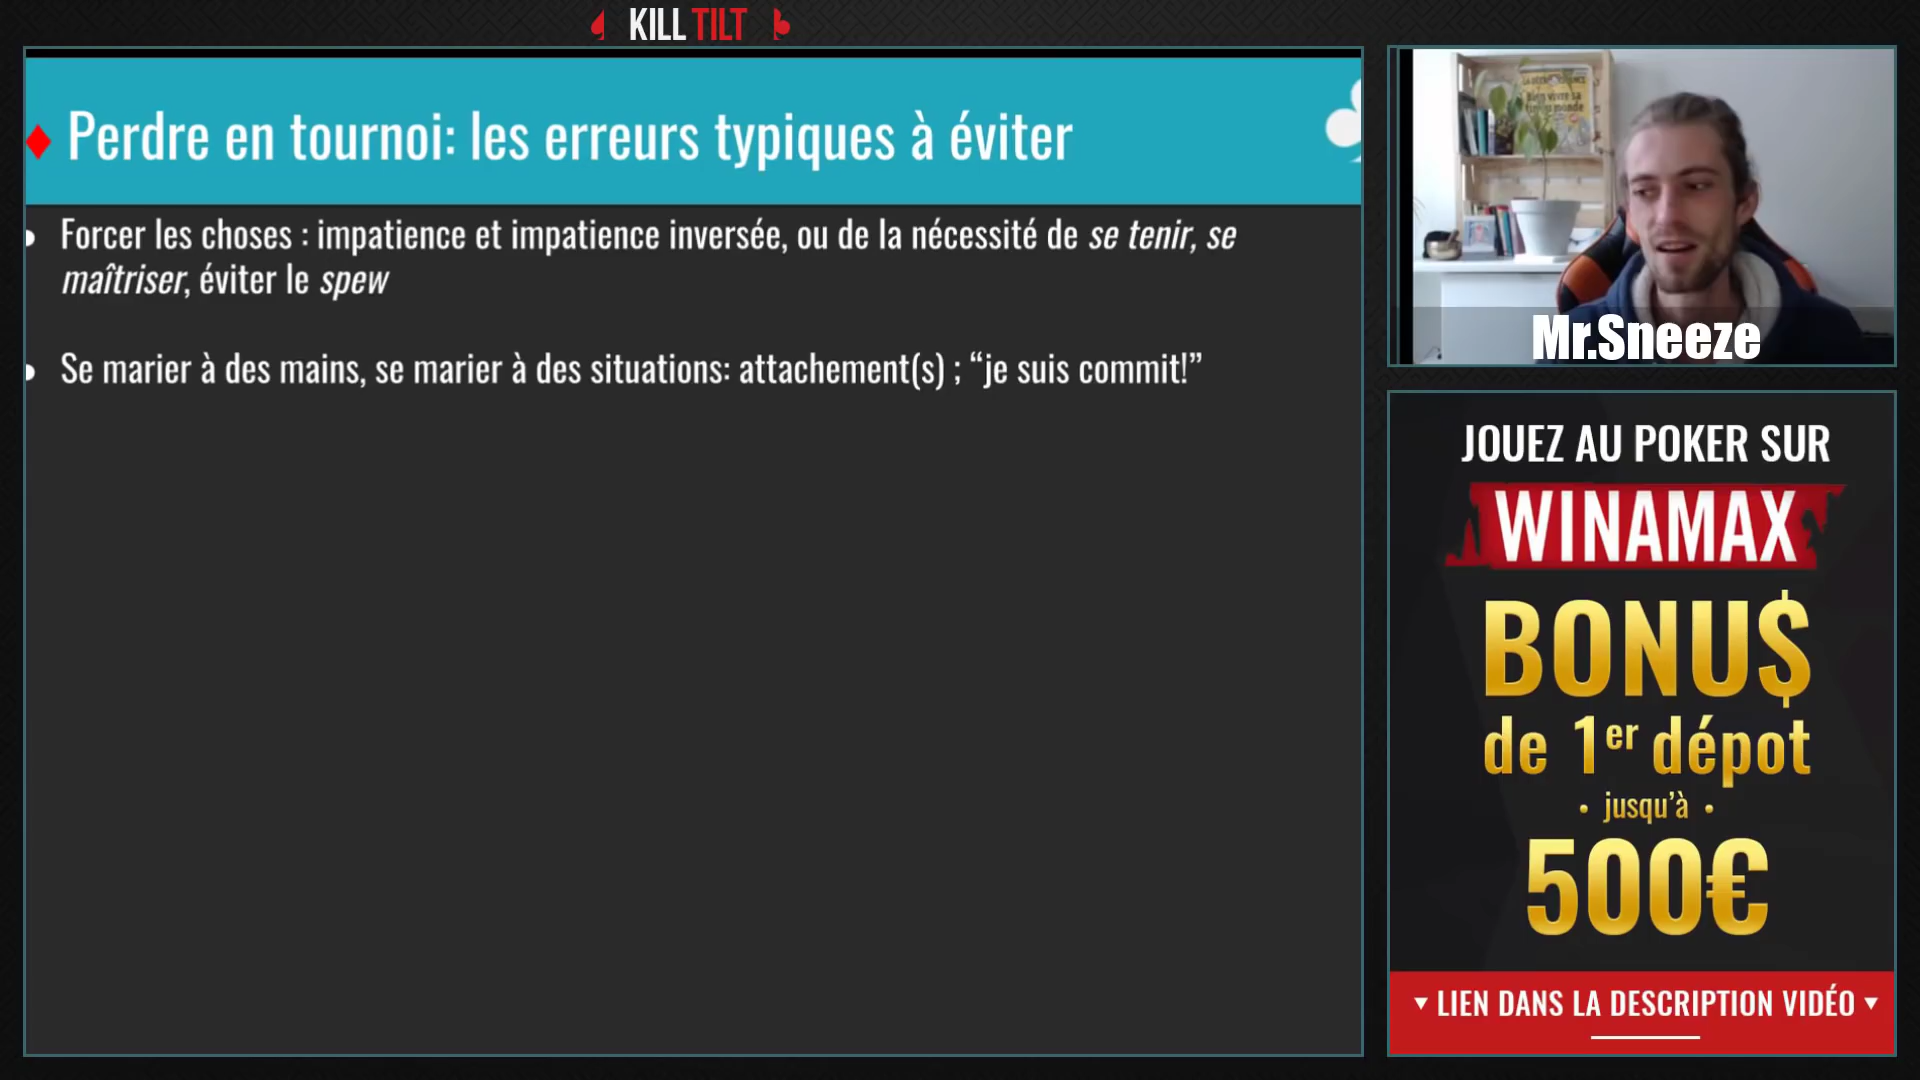 KILL TILT
Perdre en tournoi: les erreurs typiques à éviter
Forcer les choses : impatience et impatience inversée, ou de la nécessité de se tenir, se
maîtriser, éviter le spew
Se marier à des mains, se marier à des situations: attachement(s) ; “je suis commit!”
Bien vivre sa
Mr.Sneeze
JOUEZ AU POKER SUR
WINAMAX
BONU$
de 1er dépot
• jusqu’à •
500€
LIEN DANS LA DESCRIPTION VIDÉO